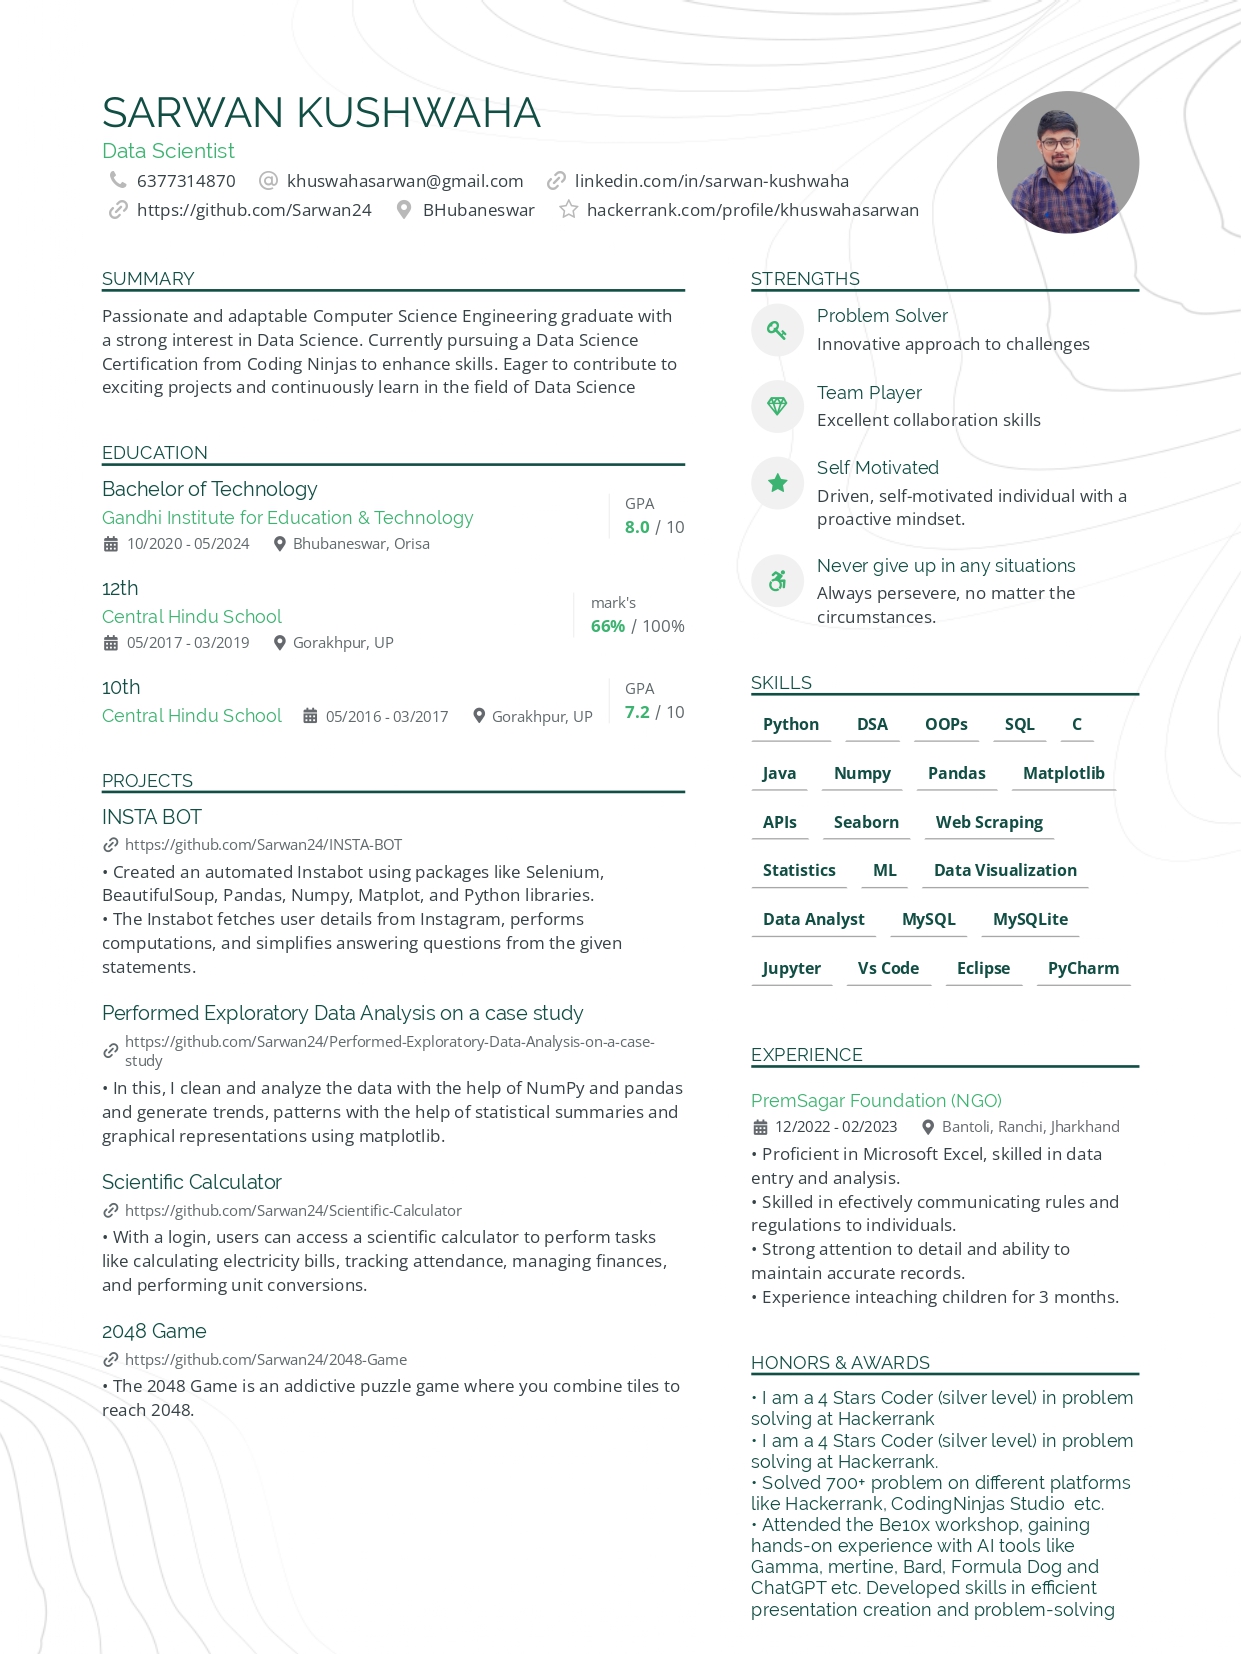 SARWAN KUSHWAHA
Data Scientist
6377314870 khuswahasarwan@gmail.com linkedin.com/in/sarwan-kushwaha
https://github.com/Sarwan24 BHubaneswar hackerrank.com/profile/khuswahasarwan
SUMMARY
Passionate and adaptable Computer Science Engineering graduate with
a strong interest in Data Science. Currently pursuing a Data Science
Certification from Coding Ninjas to enhance skills. Eager to contribute to
exciting projects and continuously learn in the field of Data Science
EDUCATION
Bachelor of Technology
Gandhi Institute for Education & Technology
10/2020 - 05/2024 Bhubaneswar, Orisa
GPA
8.0 / 10
12th
Central Hindu School
05/2017 - 03/2019 Gorakhpur, UP
mark's
66% / 100%
10th
Central Hindu School 05/2016 - 03/2017 Gorakhpur, UP
GPA
7.2 / 10
PROJECTS
INSTA BOT
https://github.com/Sarwan24/INSTA-BOT
• Created an automated Instabot using packages like Selenium,
BeautifulSoup, Pandas, Numpy, Matplot, and Python libraries.
• The Instabot fetches user details from Instagram, performs
computations, and simplifies answering questions from the given
statements.
Performed Exploratory Data Analysis on a case study
https://github.com/Sarwan24/Performed-Exploratory-Data-Analysis-on-a-case-
study
• In this, I clean and analyze the data with the help of NumPy and pandas
and generate trends, patterns with the help of statistical summaries and
graphical representations using matplotlib.
Scientific Calculator
https://github.com/Sarwan24/Scientific-Calculator
• With a login, users can access a scientific calculator to perform tasks
like calculating electricity bills, tracking attendance, managing finances,
and performing unit conversions.
2048 Game
https://github.com/Sarwan24/2048-Game
• The 2048 Game is an addictive puzzle game where you combine tiles to
reach 2048.
STRENGTHS
Problem Solver
Innovative approach to challenges
Team Player
Excellent collaboration skills
Self Motivated
Driven, self-motivated individual with a
proactive mindset.
Never give up in any situations
Always persevere, no matter the
circumstances.
SKILLS
Python DSA OOPs SQL C
Java Numpy Pandas Matplotlib
APIs Seaborn Web Scraping
Statistics ML Data Visualization
Data Analyst MySQL MySQLite
Jupyter Vs Code Eclipse PyCharm
EXPERIENCE
PremSagar Foundation (NGO)
12/2022 - 02/2023 Bantoli, Ranchi, Jharkhand
• Proficient in Microsoft Excel, skilled in data
entry and analysis.
• Skilled in efectively communicating rules and
regulations to individuals.
• Strong attention to detail and ability to
maintain accurate records.
• Experience inteaching children for 3 months.
HONORS & AWARDS
• I am a 4 Stars Coder (silver level) in problem
solving at Hackerrank
• I am a 4 Stars Coder (silver level) in problem
solving at Hackerrank.
• Solved 700+ problem on different platforms
like Hackerrank, CodingNinjas Studio etc.
• Attended the Be10x workshop, gaining
hands-on experience with AI tools like
Gamma, mertine, Bard, Formula Dog and
ChatGPT etc. Developed skills in efficient
presentation creation and problem-solving